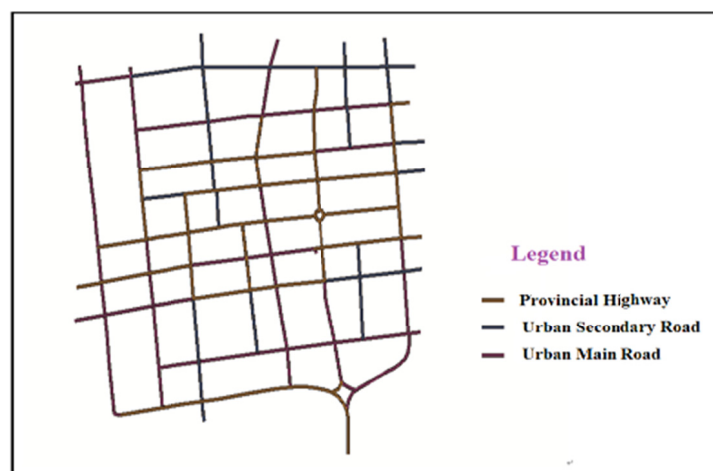 Legend
Provincial Highway
Urban Secondary Road
Urban Main Road